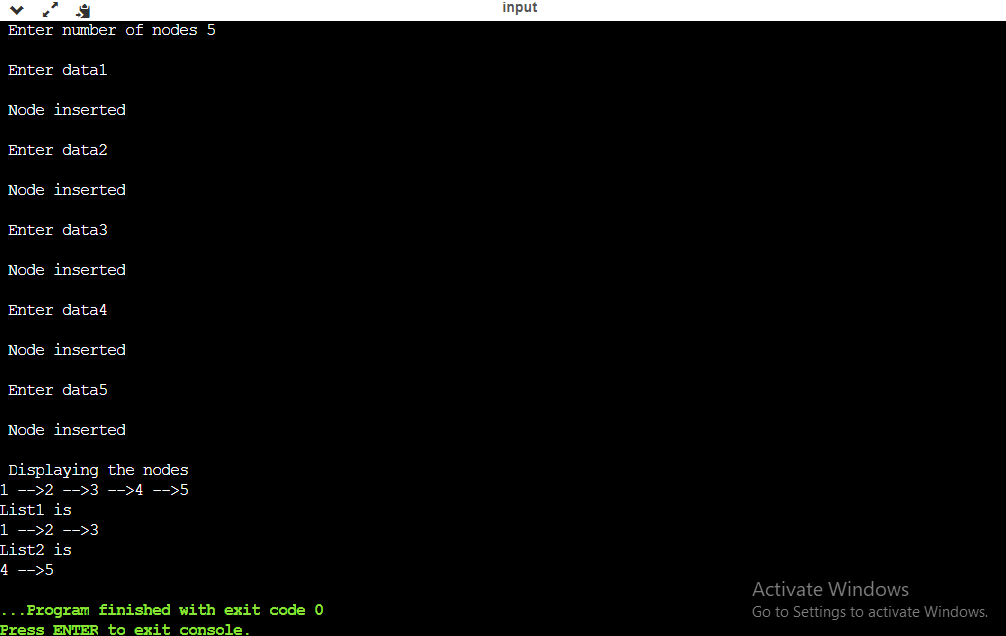 input
Enter number of nodes 5
Enter data1
Node inserted
Enter data2
Node inserted
Enter data3
Node inserted
Enter data4
Node inserted
Enter data5
Node inserted
Displaying the nodes
1 -->2 -->3 -->4 -->5
List1 is
1 -->2 -->3
List2 is
4 -->5
...Program finished with exit code 0
Press ENTER to exit console.
Activate Windows
Go to Settings to activate Windows.